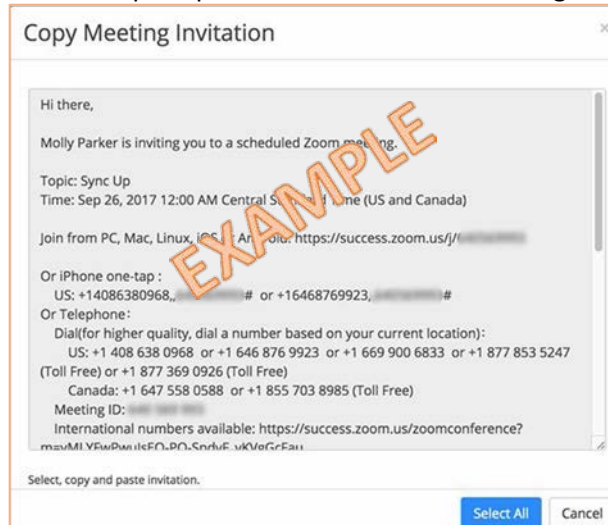 Copy Meeting Invitation
×
Hi there,
Molly Parker is inviting you to a scheduled Zoom meeting.
Topic: Sync Up
Time: Sep 26, 2017 12:00 AM Central Time (US and Canada)
Join from PC, Mac, Linux, iOS or Android: https://success.zoom.us/j/
Or iPhone one-tap :
US: +14086380968,, # or +16468769923, #
Or Telephone:
Dial(for higher quality, dial a number based on your current location):
US: +1 408 638 0968 or +1 646 876 9923 or +1 669 900 6833 or +1 877 853 5247
(Toll Free) or +1 877 369 0926 (Toll Free)
Canada: +1 647 558 0588 or +1 855 703 8985 (Toll Free)
Meeting ID:
International numbers available: https://success.zoom.us/zoomconference?
EXAMPLE
Select, copy and paste invitation.
Select All Cancel